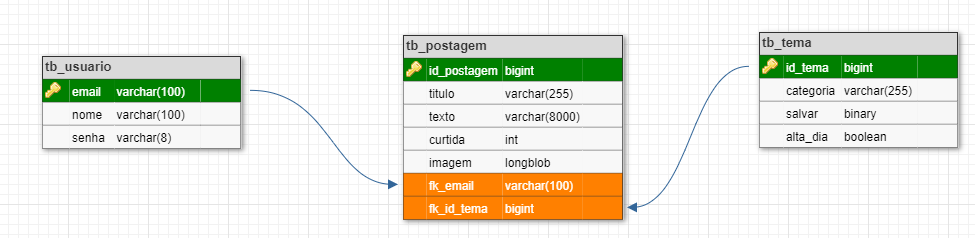 tb_usuario
email varchar(100)
nome varchar(100)
senha varchar(8)
tb_postagem
id_postagem bigint
titulo varchar(255)
texto varchar(8000)
curtida int
imagem longblob
fk_email varchar(100)
fk_id_tema bigint
tb_tema
id_tema bigint
categoria varchar(255)
salvar binary
alta_dia boolean